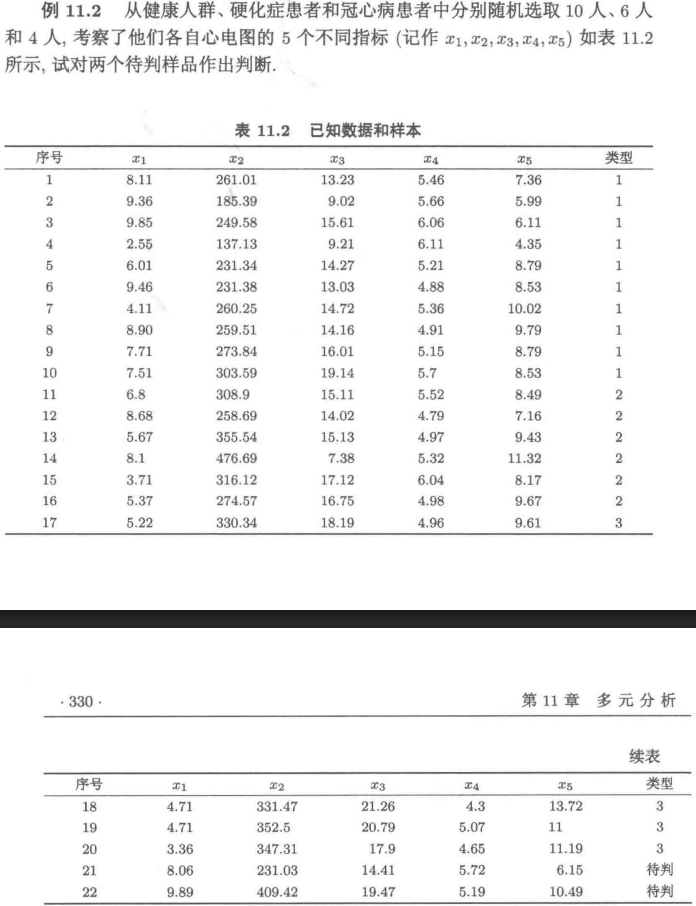 例 11.2 从健康人群、硬化症患者和冠心病患者中分别随机选取 10 人、6 人
和 4 人, 考察了他们各自心电图的 5 个不同指标 (记作 x₁, x₂, x₃, x₄, x₅) 如表 11.2
所示, 试对两个待判样品作出判断.
表 11.2 已知数据和样本
序号 x₁ x₂ x₃ x₄ x₅ 类型
1 8.11 261.01 13.23 5.46 7.36 1
2 9.36 185.39 9.02 5.66 5.99 1
3 9.85 249.58 15.61 6.06 6.11 1
4 2.55 137.13 9.21 6.11 4.35 1
5 6.01 231.34 14.27 5.21 8.79 1
6 9.46 231.38 13.03 4.88 8.53 1
7 4.11 260.25 14.72 5.36 10.02 1
8 8.90 259.51 14.16 4.91 9.79 1
9 7.71 273.84 16.01 5.15 8.79 1
10 7.51 303.59 19.14 5.7 8.53 1
11 6.8 308.9 15.11 5.52 8.49 2
12 8.68 258.69 14.02 4.79 7.16 2
13 5.67 355.54 15.13 4.97 9.43 2
14 8.1 476.69 7.38 5.32 11.32 2
15 3.71 316.12 17.12 6.04 8.17 2
16 5.37 274.57 16.75 4.98 9.67 2
17 5.22 330.34 18.19 4.96 9.61 3
· 330 · 第 11 章 多元分析
续表
序号 x₁ x₂ x₃ x₄ x₅ 类型
18 4.71 331.47 21.26 4.3 13.72 3
19 4.71 352.5 20.79 5.07 11 3
20 3.36 347.31 17.9 4.65 11.19 3
21 8.06 231.03 14.41 5.72 6.15 待判
22 9.89 409.42 19.47 5.19 10.49 待判